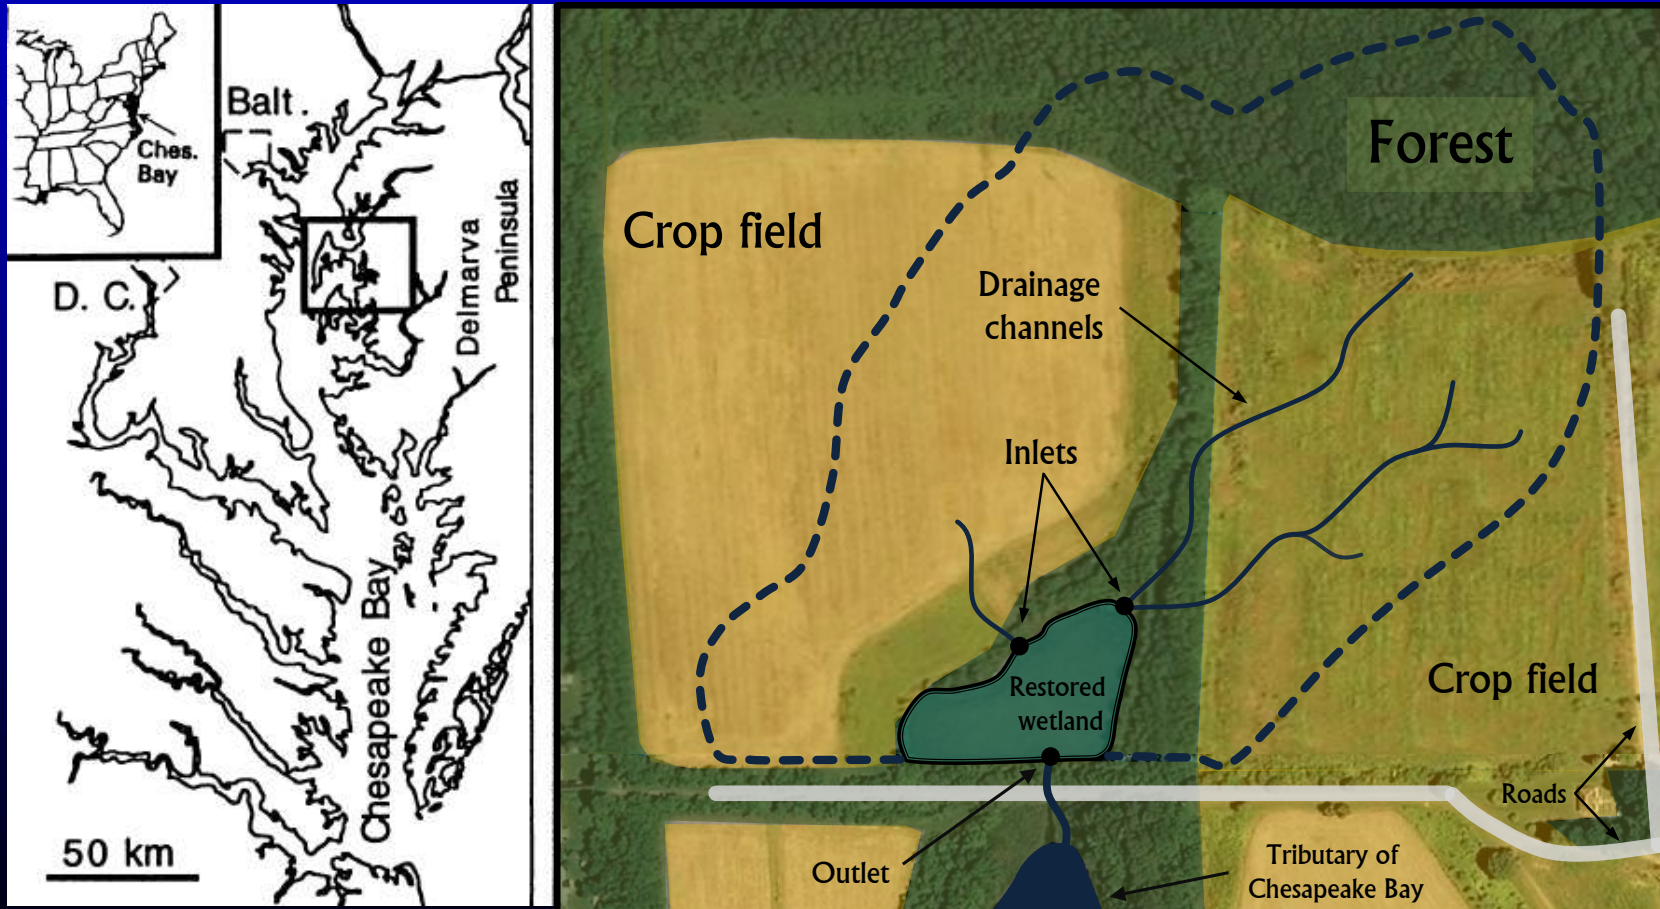 Ches.
Bay
Balt.
D. C.
Delmarva
Peninsula
Chesapeake Bay
50 km
Forest
Crop field
Drainage
channels
Inlets
Restored
wetland
Crop field
Roads
Outlet
Tributary of
Chesapeake Bay